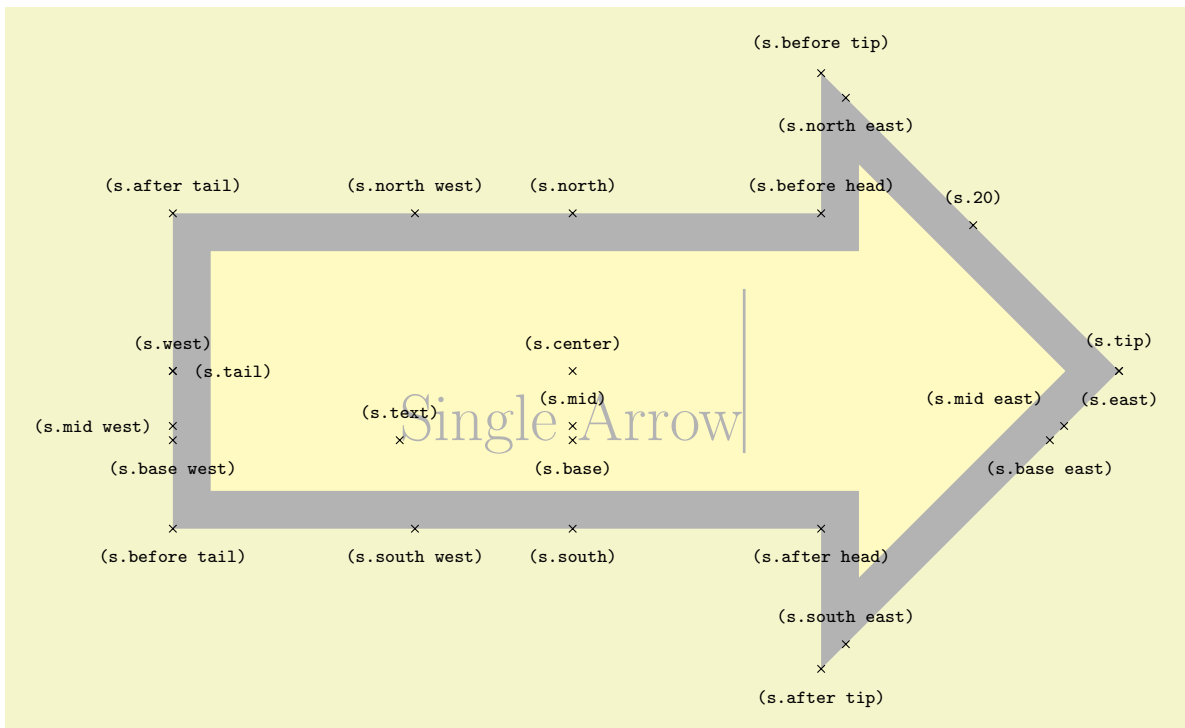 (s.before tip)
(s.north east)
(s.after tail)
(s.north west)
(s.north)
(s.before head)
(s.20)
(s.west)
(s.center)
(s.tip)
(s.tail)
(s.mid)
(s.mid east)
(s.east)
(s.text)
Single Arrow
(s.mid west)
(s.base west)
(s.base)
(s.base east)
(s.before tail)
(s.south west)
(s.south)
(s.after head)
(s.south east)
(s.after tip)